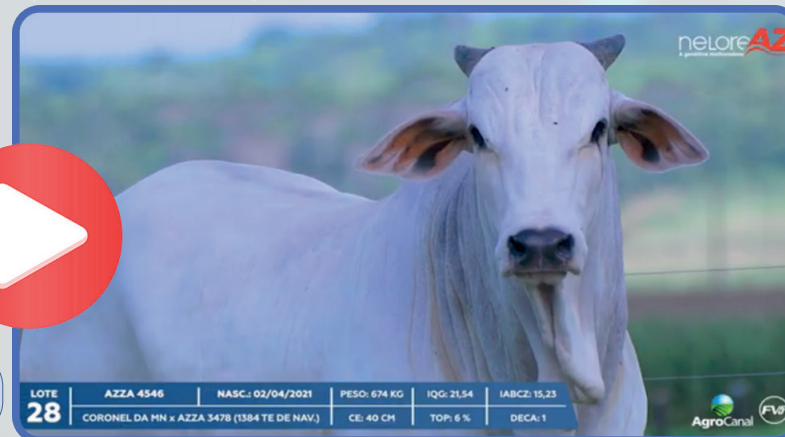 neLore AZ
LOTE 28
AZZA 4546 NASC.: 02/04/2021 PESO: 674 KG IQG: 21,54 IABCZ: 15,23
CORONEL DA MN x AZZA 3478 (1384 TE DE NAV.) CE: 40 CM TOP: 6 % DECA: 1
AgroCanal